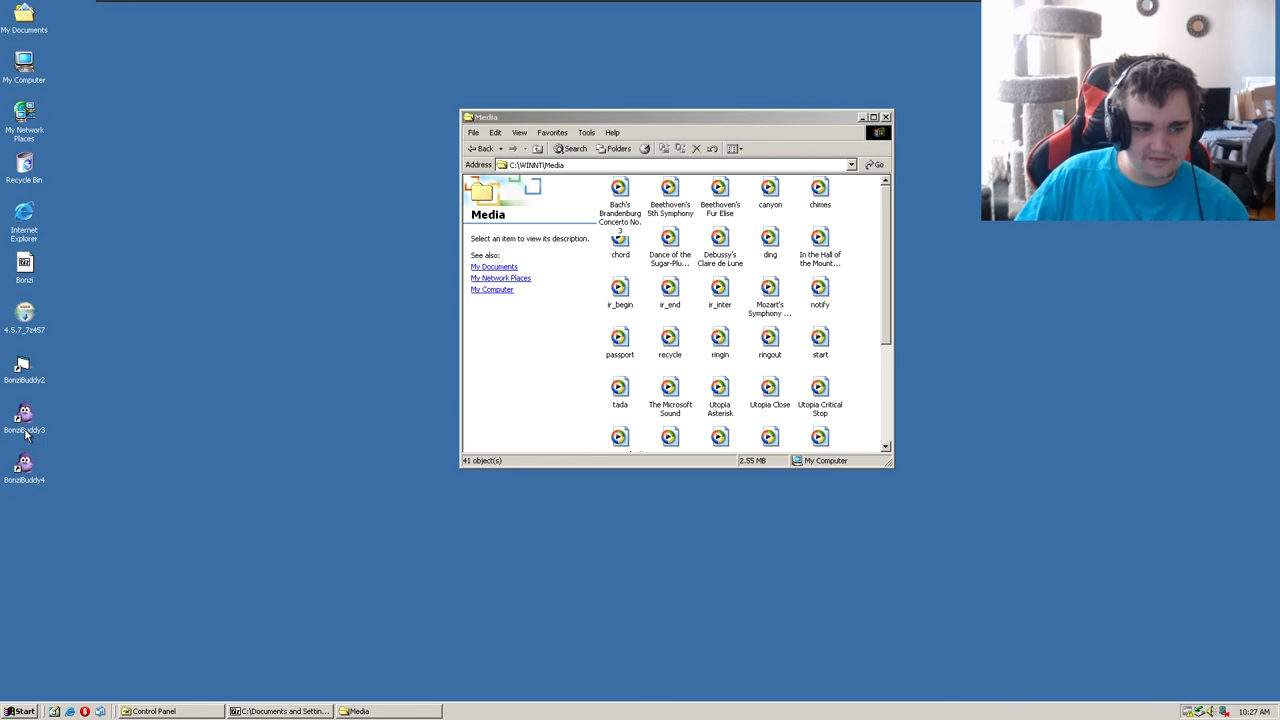 My Documents
My Computer
My Network
Places
Recycle Bin
Internet
Explorer
Bonzi
4.5.7_7z457
BonziBuddy2
BonziBuddy3
BonziBuddy4
Media
File Edit View Favorites Tools Help
Back Search Folders
Address C:\WINNT\Media Go
Media
Select an item to view its description.
See also:
My Documents
My Network Places
My Computer
Bach's
Brandenburg
Concerto No.
3
Beethoven's
5th Symphony
Beethoven's
Fur Elise
canyon
chimes
chord
Dance of the
Sugar-Plu...
Debussy's
Claire de Lune
ding
In the Hall of
the Mount...
ir_begin
ir_end
ir_inter
Mozart's
Symphony ...
notify
passport
recycle
ringin
ringout
start
tada
The Microsoft
Sound
Utopia
Asterisk
Utopia Close
Utopia Critical
Stop
41 object(s) 2.55 MB My Computer
Start Control Panel C:\Documents and Settin... Media 10:27 AM